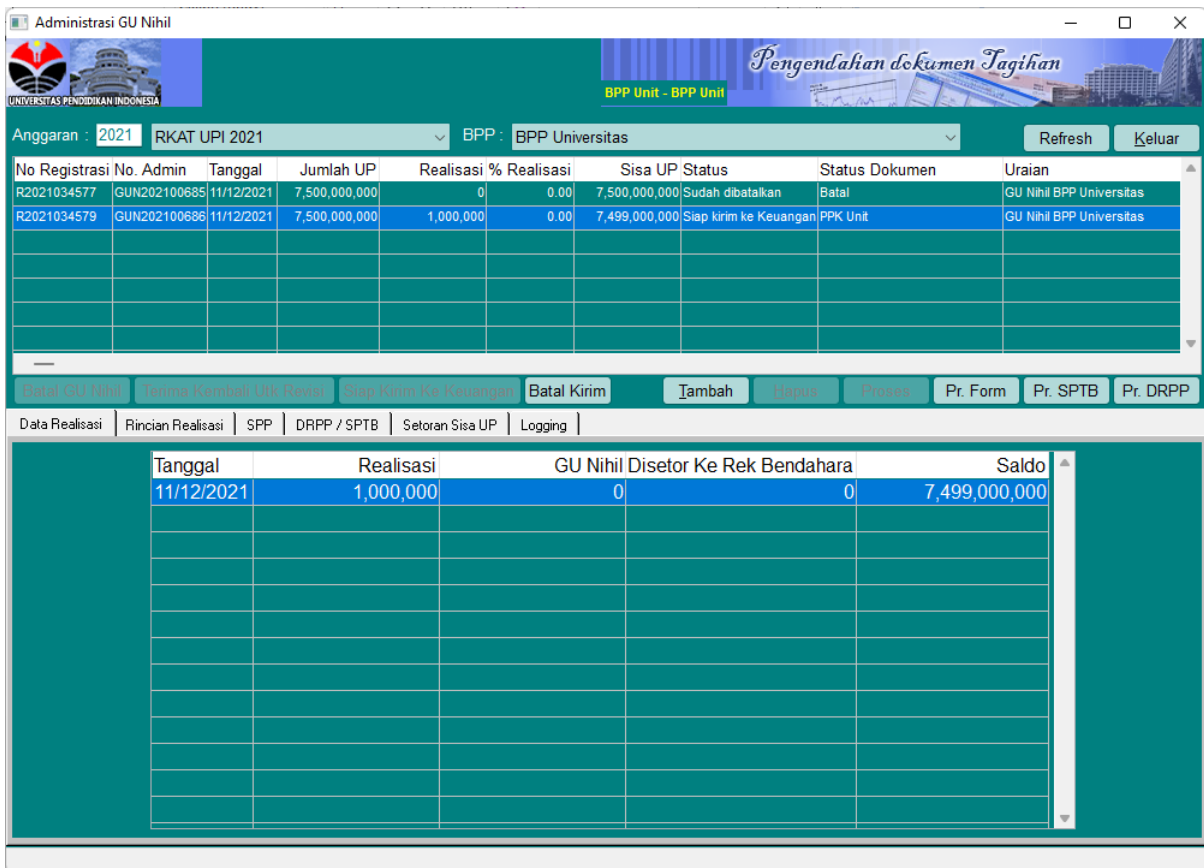 Administrasi GU Nihil
UNIVERSITAS PENDIDIKAN INDONESIA
Pengendalian dokumen Tagihan
BPP Unit - BPP Unit
Anggaran : 2021 RKAT UPI 2021 BPP : BPP Universitas Refresh Keluar
No Registrasi No. Admin Tanggal Jumlah UP Realisasi % Realisasi Sisa UP Status Status Dokumen Uraian
R2021034577 GUN202100685 11/12/2021 7,500,000,000 0 0.00 7,500,000,000 Sudah dibatalkan Batal GU Nihil BPP Universitas
R2021034579 GUN202100686 11/12/2021 7,500,000,000 1,000,000 0.00 7,499,000,000 Siap kirim ke Keuangan PPK Unit GU Nihil BPP Universitas
Batal GU Nihil Terima Kembali Utk Revisi Siap Kirim Ke Keuangan Batal Kirim Tambah Hapus Proses Pr. Form Pr. SPTB Pr. DRPP
Data Realisasi Rincian Realisasi SPP DRPP / SPTB Setoran Sisa UP Logging
Tanggal Realisasi GU Nihil Disetor Ke Rek Bendahara Saldo
11/12/2021 1,000,000 0 0 7,499,000,000